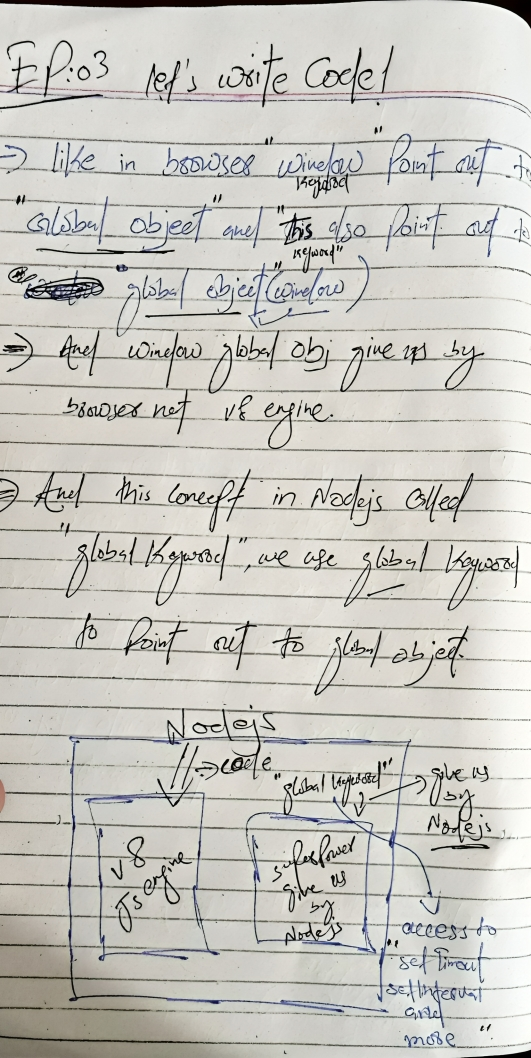 EP:03 let's write Code!
=> like in browser "window" Point out to
keyword
"Global object" and "this also Point out to
keyword"
"global object (window)
=> And window global obj give us by
browser not v8 engine.
=> And this concept in Nodejs Called
"global Keyword", we use global Keyword
to Point out to global object.
Nodejs
-> code
"global keyword"
give us
by
Nodejs
v8
Js engine
superPower
give us
by
Nodejs
access to
"setTimout
setInterval
and
more"